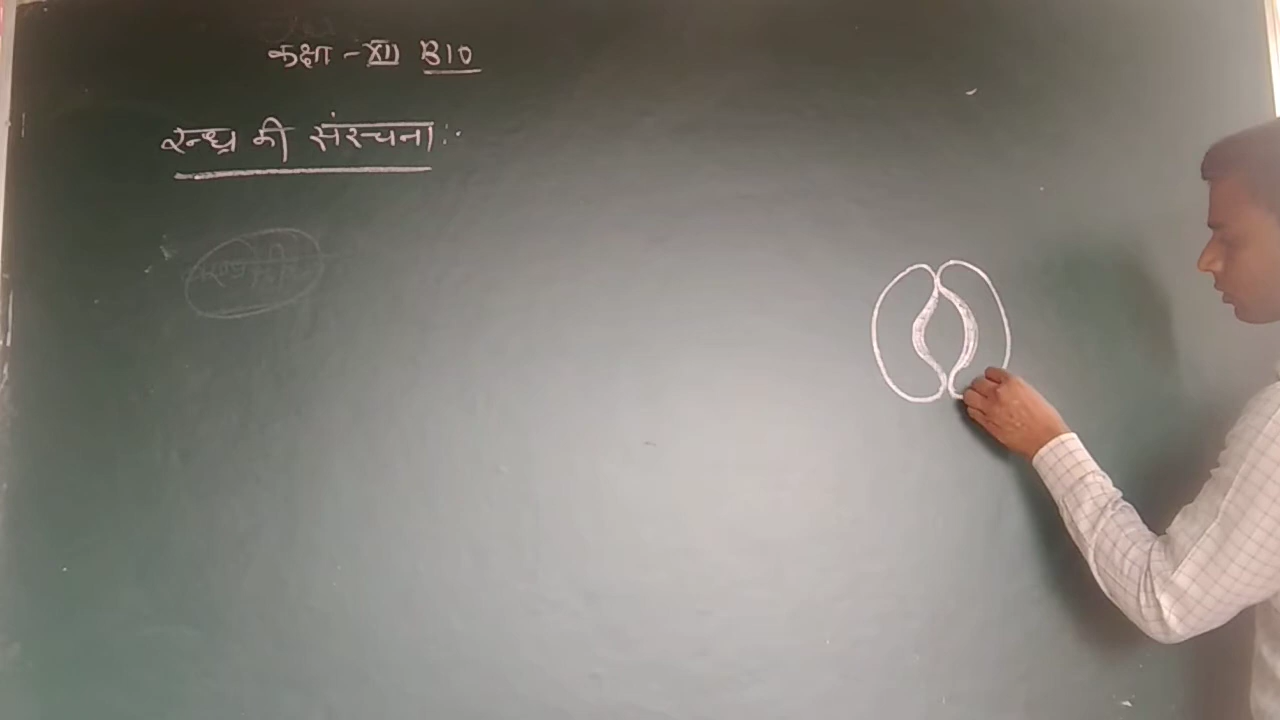 कक्षा - XII BIO
रन्ध्र की संरचना :-